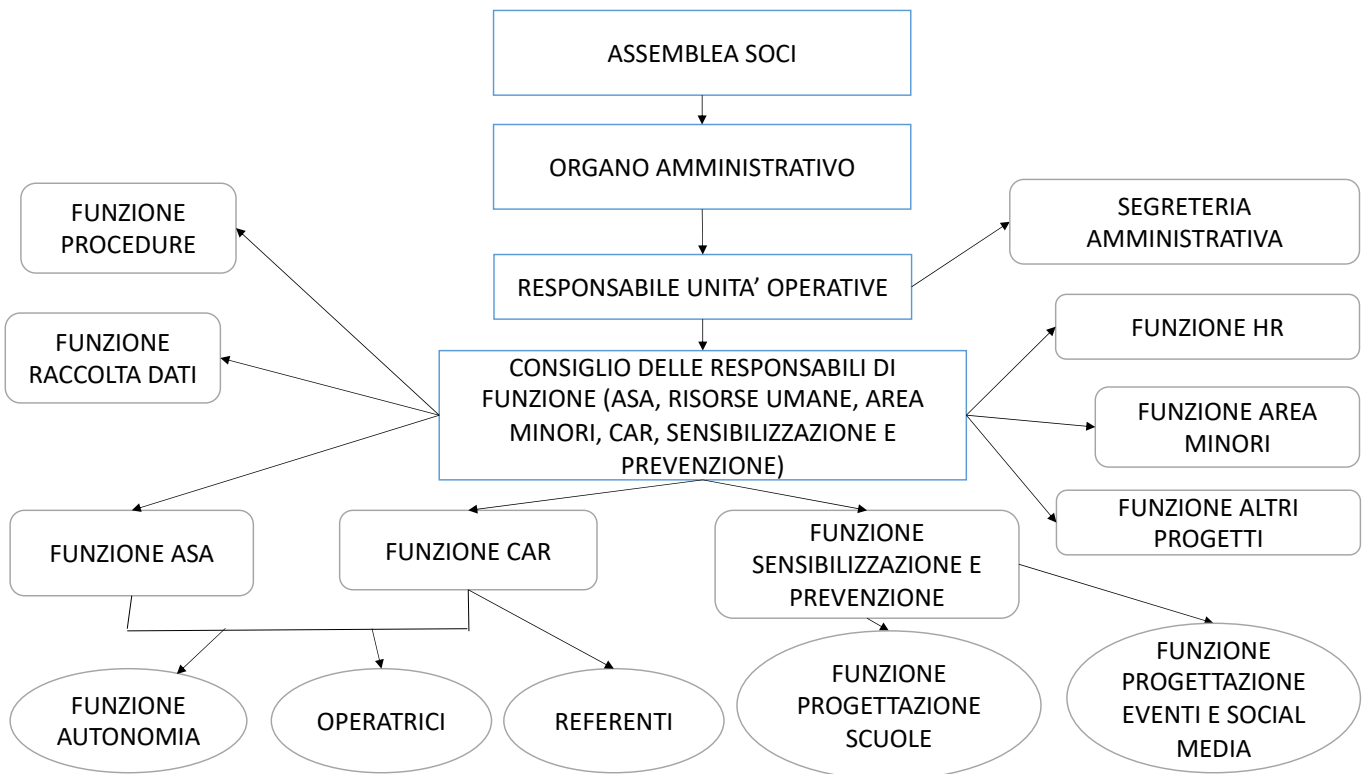 ASSEMBLEA SOCI
ORGANO AMMINISTRATIVO
FUNZIONE
PROCEDURE
SEGRETERIA
AMMINISTRATIVA
RESPONSABILE UNITA’ OPERATIVE
FUNZIONE
RACCOLTA DATI
FUNZIONE HR
CONSIGLIO DELLE RESPONSABILI DI
FUNZIONE (ASA, RISORSE UMANE, AREA
MINORI, CAR, SENSIBILIZZAZIONE E
PREVENZIONE)
FUNZIONE AREA
MINORI
FUNZIONE ALTRI
PROGETTI
FUNZIONE ASA
FUNZIONE CAR
FUNZIONE
SENSIBILIZZAZIONE E
PREVENZIONE
FUNZIONE
AUTONOMIA
OPERATRICI
REFERENTI
FUNZIONE
PROGETTAZIONE
SCUOLE
FUNZIONE
PROGETTAZIONE
EVENTI E SOCIAL
MEDIA